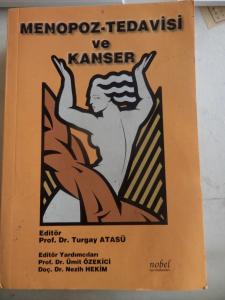 MENOPOZ-TEDAVİSİ
ve
KANSER
Editör
Prof. Dr. Turgay ATASÜ
Editör Yardımcıları
Prof. Dr. Ümit ÖZEKİCİ
Doç. Dr. Nezih HEKİM
nobel